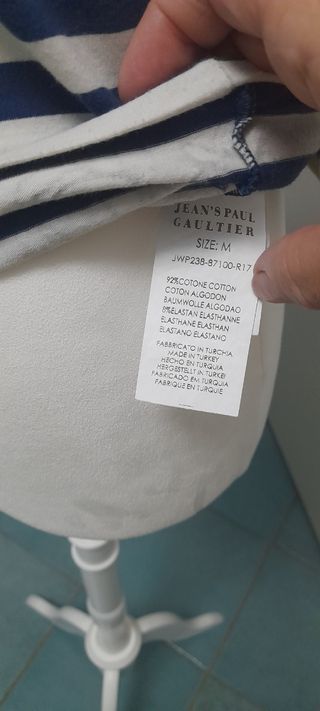 JEAN'S PAUL
GAULTIER
SIZE: M
JWP238-87100-R17
92%COTONE COTTON
COTON ALGODON
BAUMWOLLE ALGODAO
8%ELASTAN ELASTHANNE
ELASTHANE ELASTHAN
ELASTANO ELASTANO
FABBRICATO IN TURCHIA
MADE IN TURKEY
HECHO EN TURQUIA
HERGESTELLT IN TURKEI
FABRICADO EM TURQUIA
FABRIQUE EN TURQUIE